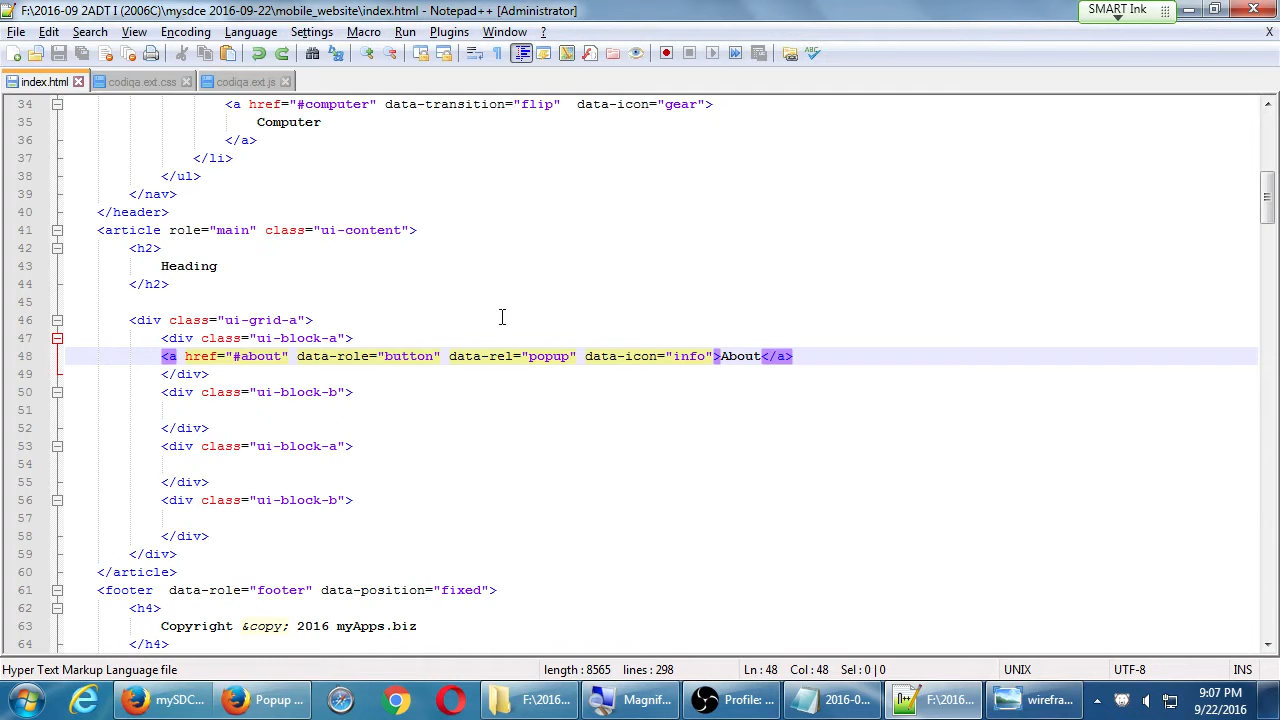 F:\2016-09 2ADT I (2006C)\mysdce 2016-09-22\mobile_website\index.html - Notepad++ [Administrator]
SMART Ink
File Edit Search View Encoding Language Settings Macro Run Plugins Window ? X
index.html codiqa.ext.css codiqa.ext.js
34 <a href="#computer" data-transition="flip" data-icon="gear">
35 Computer
36 </a>
37 </li>
38 </ul>
39 </nav>
40 </header>
41 <article role="main" class="ui-content">
42 <h2>
43 Heading
44 </h2>
45
46 <div class="ui-grid-a">
47 <div class="ui-block-a">
48 <a href="#about" data-role="button" data-rel="popup" data-icon="info">About</a>
49 </div>
50 <div class="ui-block-b">
51
52 </div>
53 <div class="ui-block-a">
54
55 </div>
56 <div class="ui-block-b">
57
58 </div>
59 </div>
60 </article>
61 <footer data-role="footer" data-position="fixed">
62 <h4>
63 Copyright &copy; 2016 myApps.biz
64 </h4>
Hyper Text Markup Language file length : 8565 lines : 298 Ln : 48 Col : 48 Sel : 0 | 0 UNIX UTF-8 INS
mySDC... Popup ... F:\2016... Magnif... Profile: ... 2016-0... F:\2016... wirefra... 9:07 PM
9/22/2016